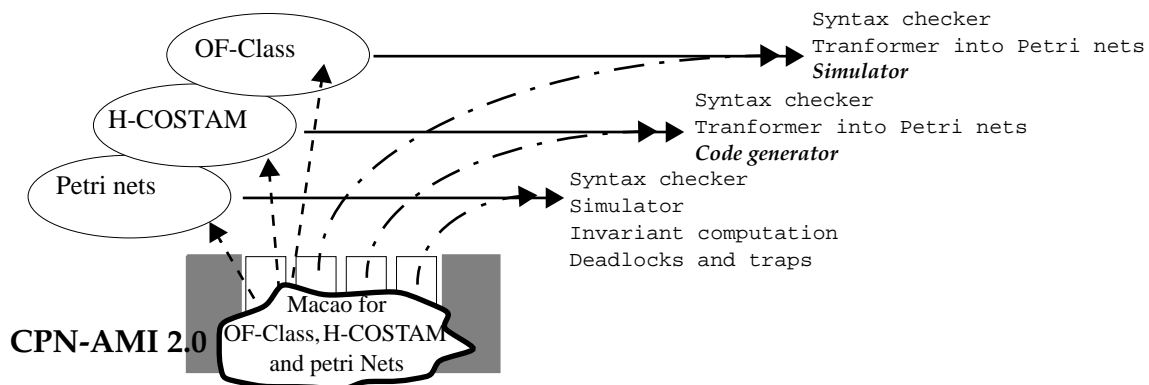 OF-Class
Syntax checker
Tranformer into Petri nets
Simulator
H-COSTAM
Syntax checker
Tranformer into Petri nets
Code generator
Petri nets
Syntax checker
Simulator
Invariant computation
Deadlocks and traps
Macao for
OF-Class, H-COSTAM
and petri Nets
CPN-AMI 2.0